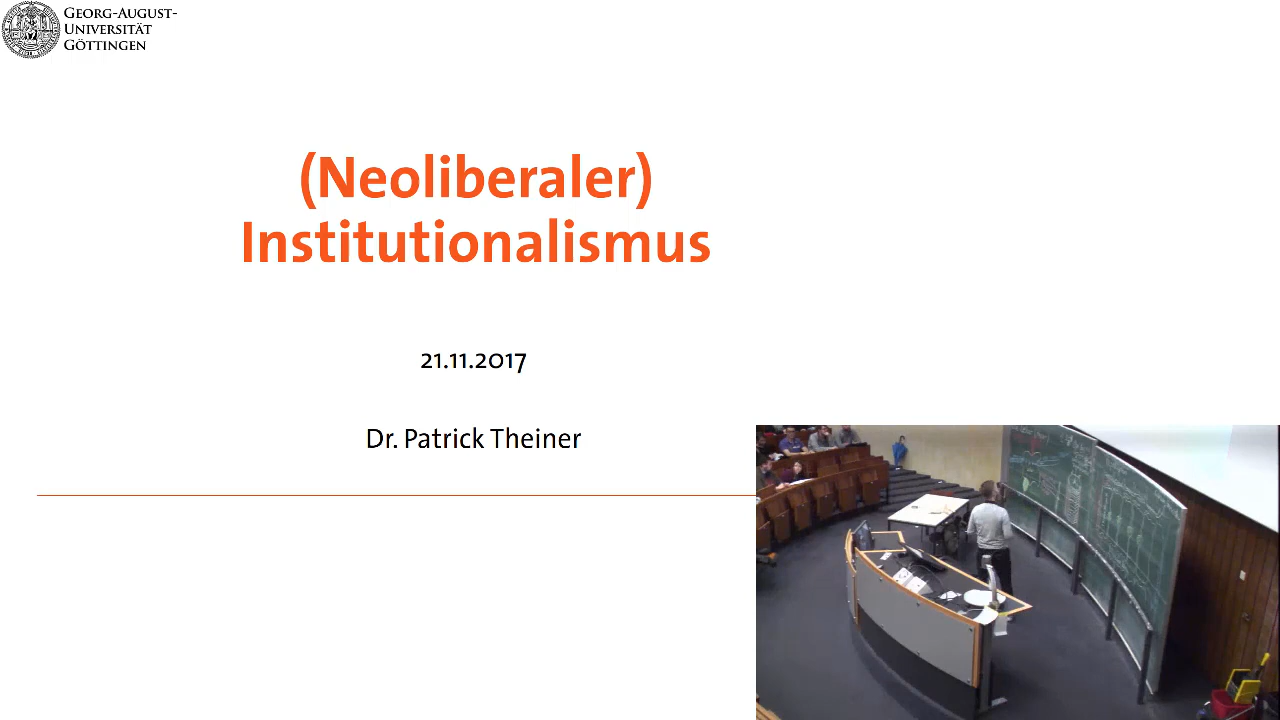 Georg-August-
Universität
Göttingen
(Neoliberaler)
Institutionalismus
21.11.2017
Dr. Patrick Theiner